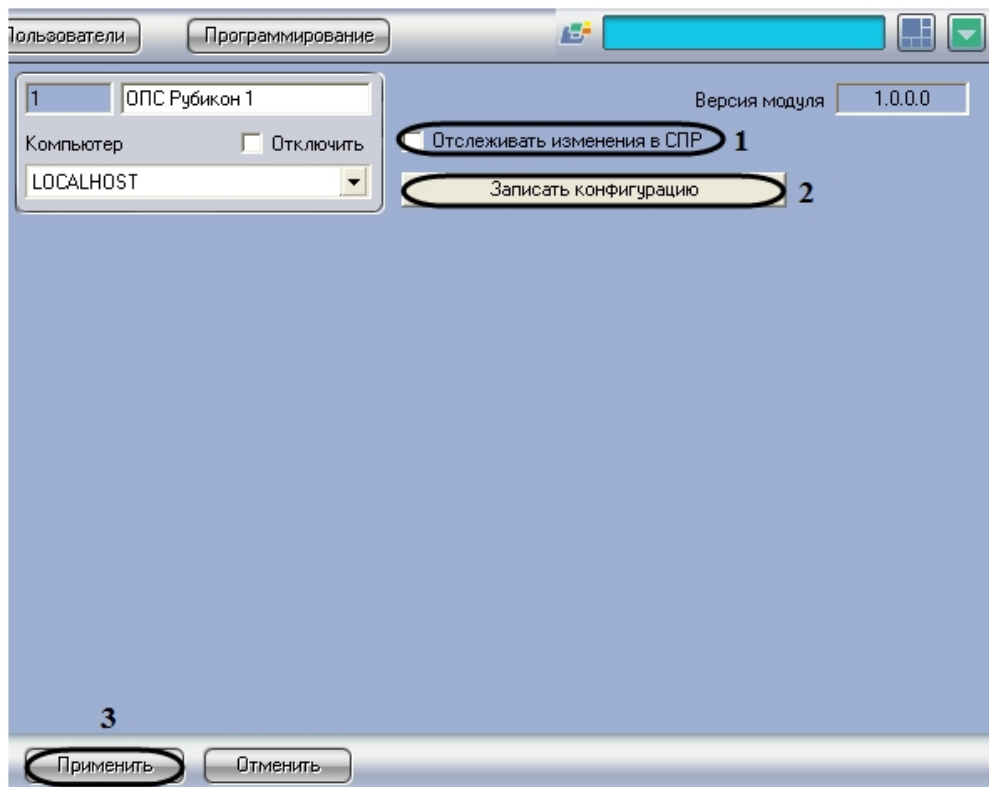 Пользователи Программирование
1 ОПС Рубикон 1
Версия модуля 1.0.0.0
Компьютер Отключить
Отслеживать изменения в СПР 1
LOCALHOST
Записать конфигурацию 2
3
Применить Отменить